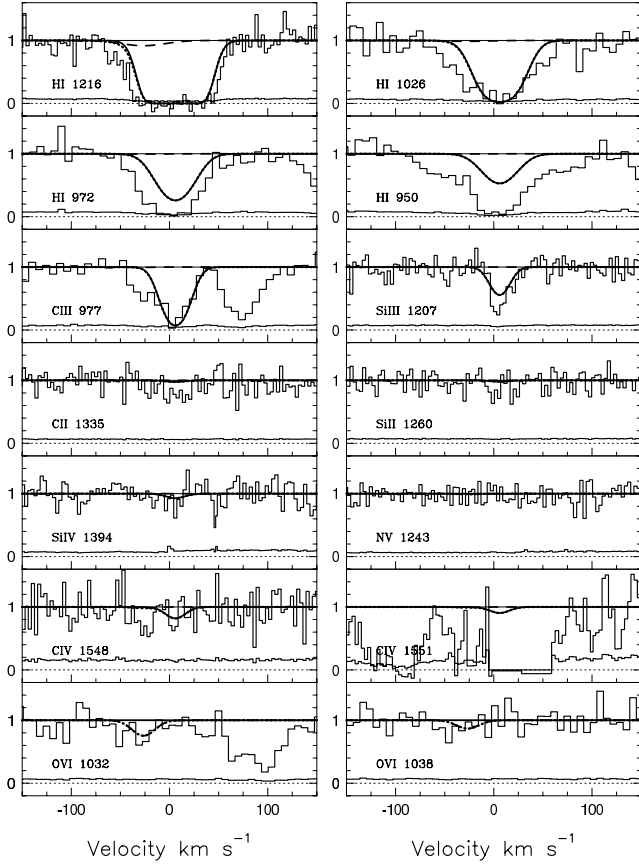 1
HI 1216
0
1
HI 1026
0
1
HI 972
0
1
HI 950
0
1
CIII 977
0
1
SiIII 1207
0
1
CII 1335
0
1
SiII 1260
0
1
SiIV 1394
0
1
NV 1243
0
1
CIV 1548
0
1
CIV 1551
0
1
OVI 1032
0
1
OVI 1038
0
-100 0 100
-100 0 100
Velocity km s⁻¹
Velocity km s⁻¹